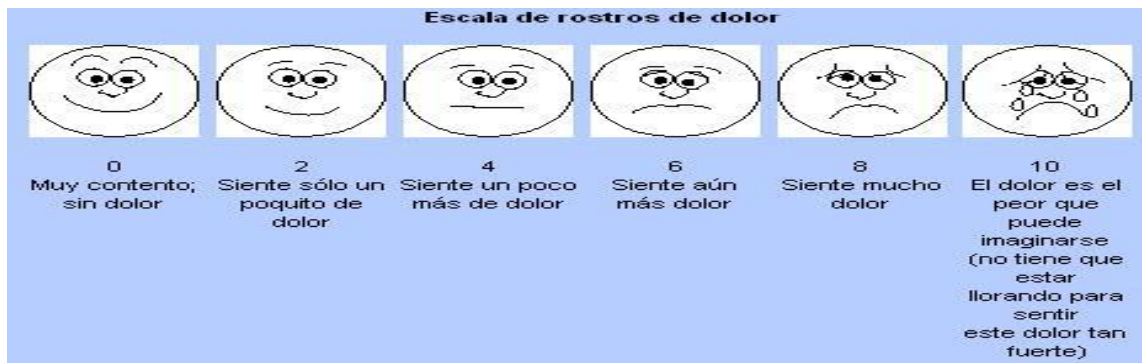 Escala de rostros de dolor
0
Muy contento;
sin dolor
2
Siente sólo un
poquito de
dolor
4
Siente un poco
más de dolor
6
Siente aún
más dolor
8
Siente mucho
dolor
10
El dolor es el
peor que
puede
imaginarse
(no tiene que
estar
llorando para
sentir
este dolor tan
fuerte)